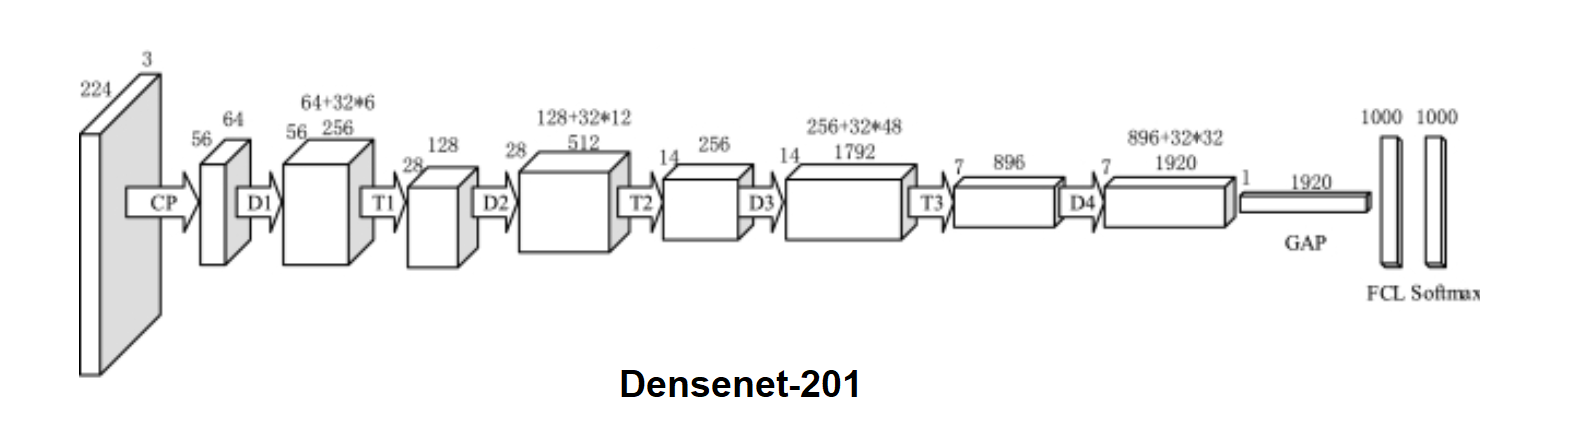 224
3
CP
56
64
D1
64+32*6
56
256
T1
28
128
D2
128+32*12
28
512
T2
14
256
D3
256+32*48
14
1792
T3
7
896
D4
896+32*32
7
1920
1
1920
GAP
1000
FCL
1000
Softmax
Densenet-201